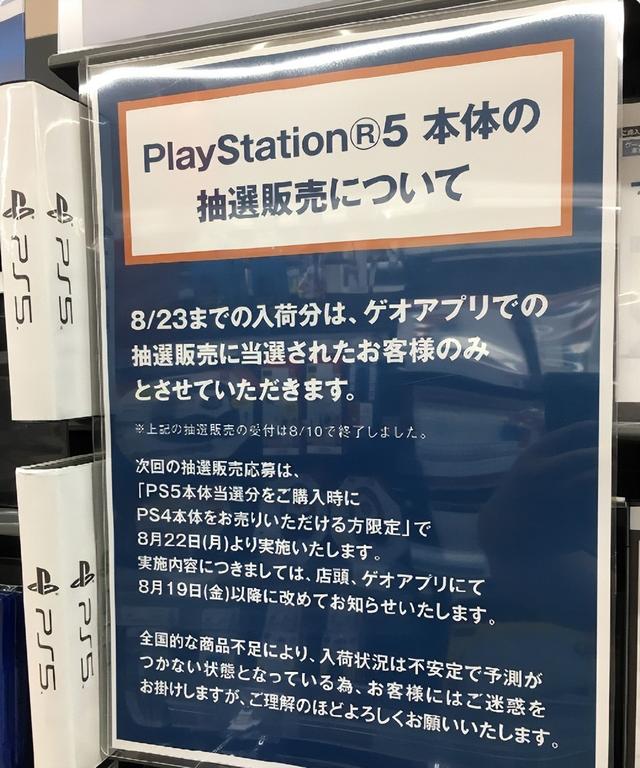 PlayStation®5 本体の
抽選販売について
8/23までの入荷分は、ゲオアプリでの
抽選販売に当選されたお客様のみ
とさせていただきます。
※上記の抽選販売の受付は8/10で終了しました。
次回の抽選販売応募は、
「PS5本体当選分をご購入時に
PS4本体をお売りいただける方限定」で
8月22日(月)より実施いたします。
実施内容につきましては、店頭、ゲオアプリにて
8月19日(金)以降に改めてお知らせいたします。
全国的な商品不足により、入荷状況は不安定で予測が
つかない状態となっている為、お客様にはご迷惑を
お掛けしますが、ご理解のほどよろしくお願いいたします。
PS5
PS5
PS5
PS5